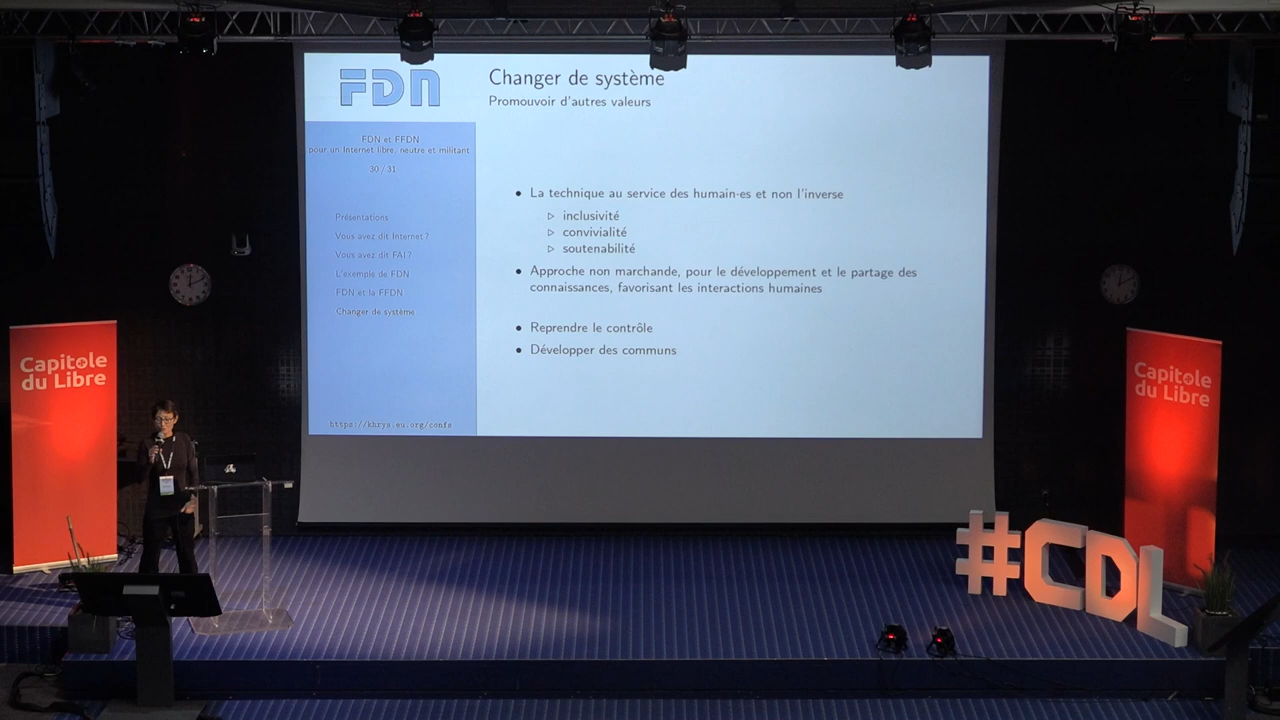 FDN
Changer de système
Promouvoir d'autres valeurs
FDN et FFDN
pour un Internet libre, neutre et militant
30 / 31
Présentations
Vous avez dit Internet ?
Vous avez dit FAI ?
L'exemple de FDN
FDN et la FFDN
Changer de système
https://khrys.eu.org/confs
• La technique au service des humain·es et non l'inverse
▷ inclusivité
▷ convivialité
▷ soutenabilité
• Approche non marchande, pour le développement et le partage des
connaissances, favorisant les interactions humaines
• Reprendre le contrôle
• Développer des communs
Capitole
du Libre
Capitole
du Libre
#CDL